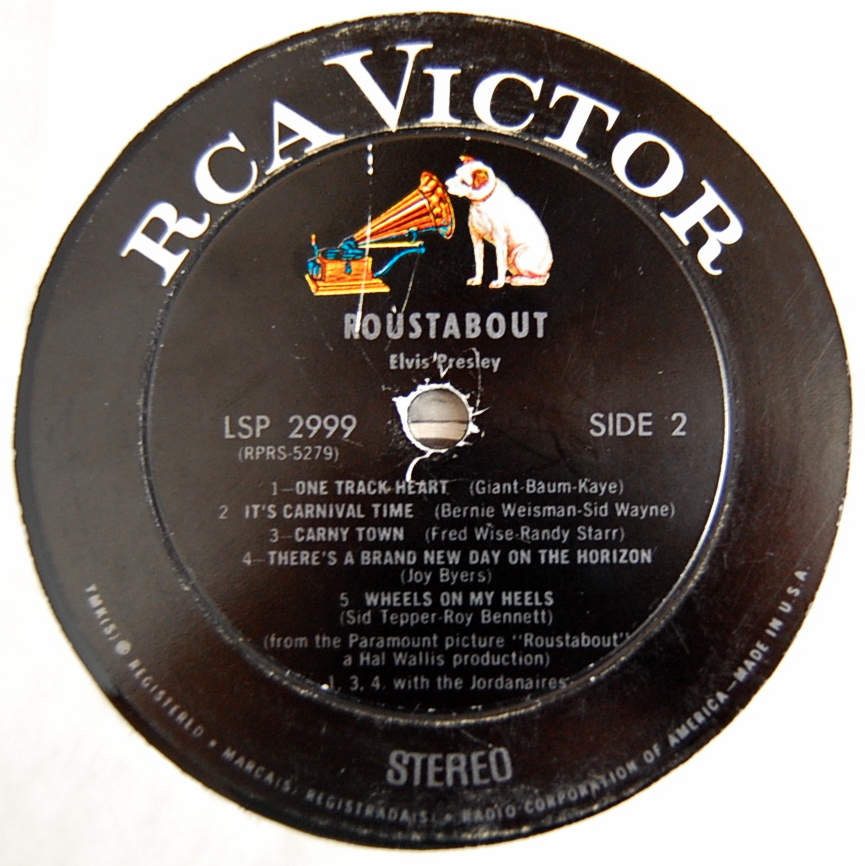 RCA VICTOR
ROUSTABOUT
Elvis Presley
LSP 2999
SIDE 2
(RPRS-5279)
1—ONE TRACK HEART (Giant-Baum-Kaye)
2 IT'S CARNIVAL TIME (Bernie Weisman-Sid Wayne)
3—CARNY TOWN (Fred Wise-Randy Starr)
4—THERE'S A BRAND NEW DAY ON THE HORIZON
(Joy Byers)
5 WHEELS ON MY HEELS
(Sid Tepper-Roy Bennett)
(from the Paramount picture "Roustabout"
a Hal Wallis production)
1, 3, 4. with the Jordanaires
STEREO
TMK(S) ® REGISTERED • MARCA(S) REGISTRADA(S) • RADIO CORPORATION OF AMERICA—MADE IN U.S.A.